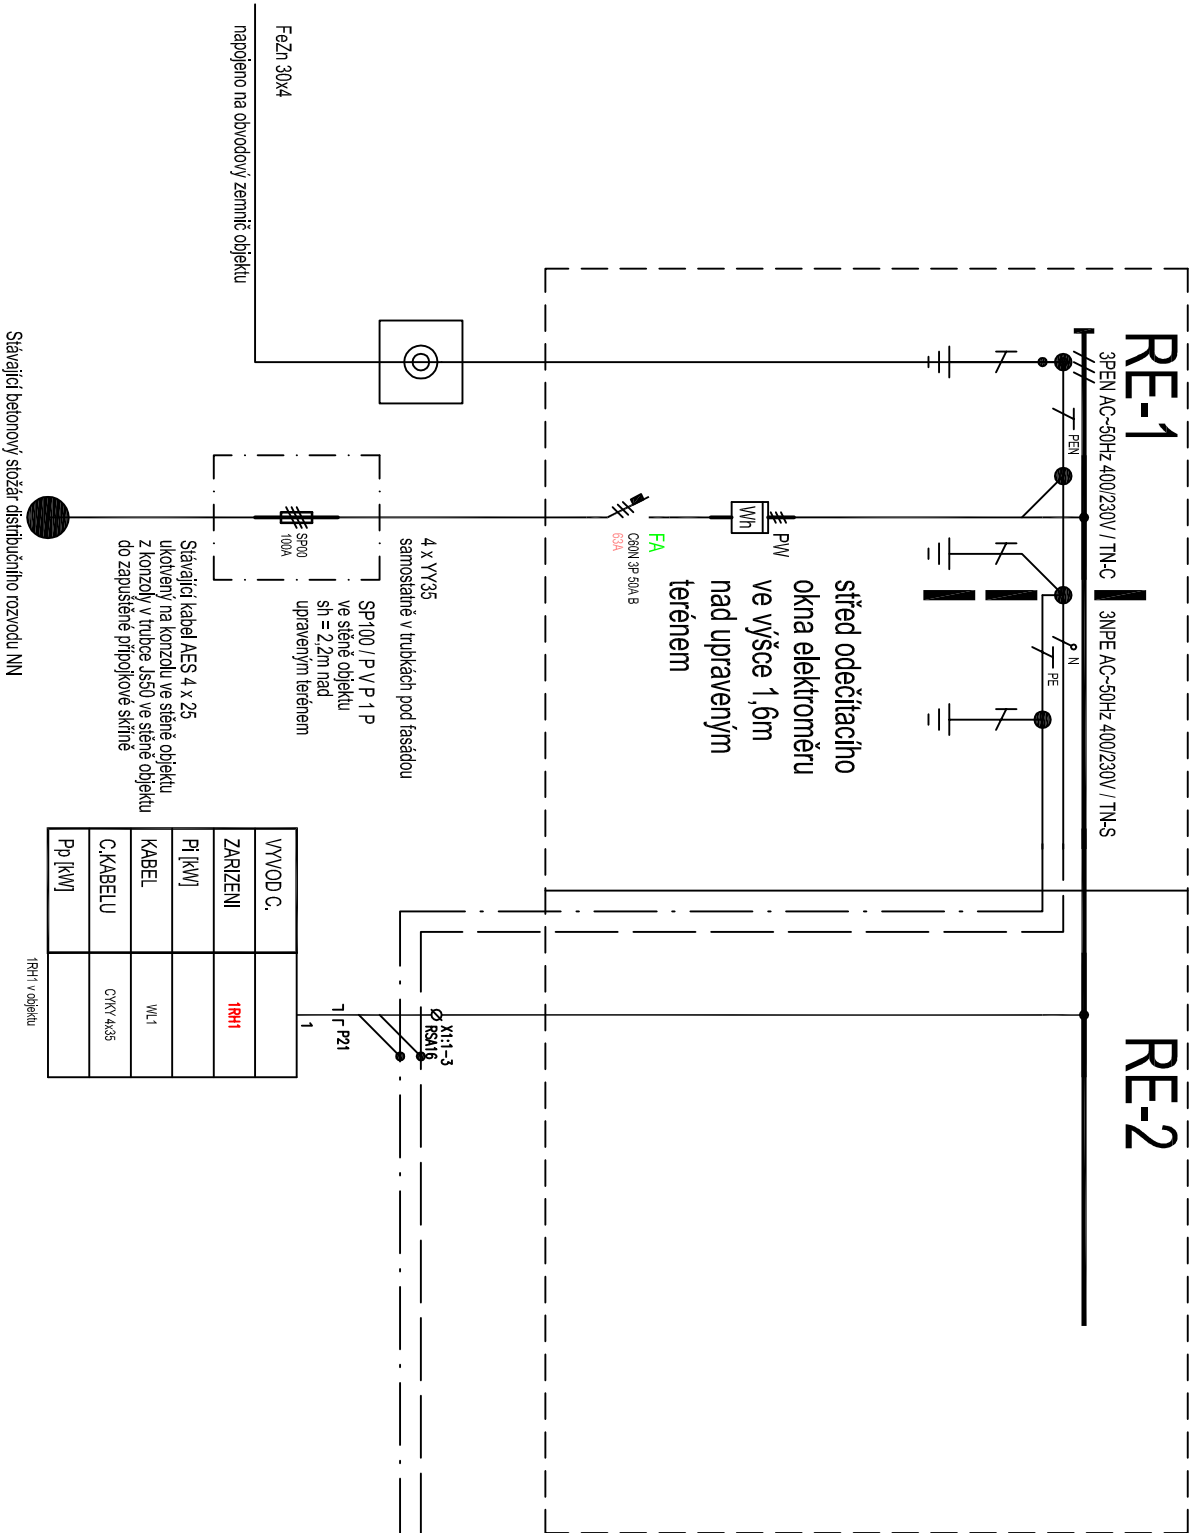 RE-1
RE-2
3PEN AC~50Hz 400/230V / TN-C
3NPE AC~50Hz 400/230V / TN-S
PEN
N
PE
PW
Wh
FA
C60N 3P 50A B
63A
střed odečítacího
okna elektroměru
ve výšce 1,6m
nad upraveným
terénem
4 x YY35
samostatně v trubkách pod fasádou
SP00
100A
SP100 / P V P 1 P
ve stěně objektu
sh = 2,2m nad
upraveným terénem
FeZn 30x4
napojeno na obvodový zemnič objektu
Stávající kabel AES 4 x 25
ukotvený na konzolu ve stěně objektu
z konzoly v trubce Js50 ve stěně objektu
do zapuštěné přípojkové skříně
Stávající betonový stožár distribučního rozvodu NN
X1:1-3
RSA16
P21
1
VYVOD C.
ZARIZENI 1RH1
Pi [kW]
KABEL WL1
C.KABELU CYKY 4x35
Pp [kW]
1RH1 v objektu